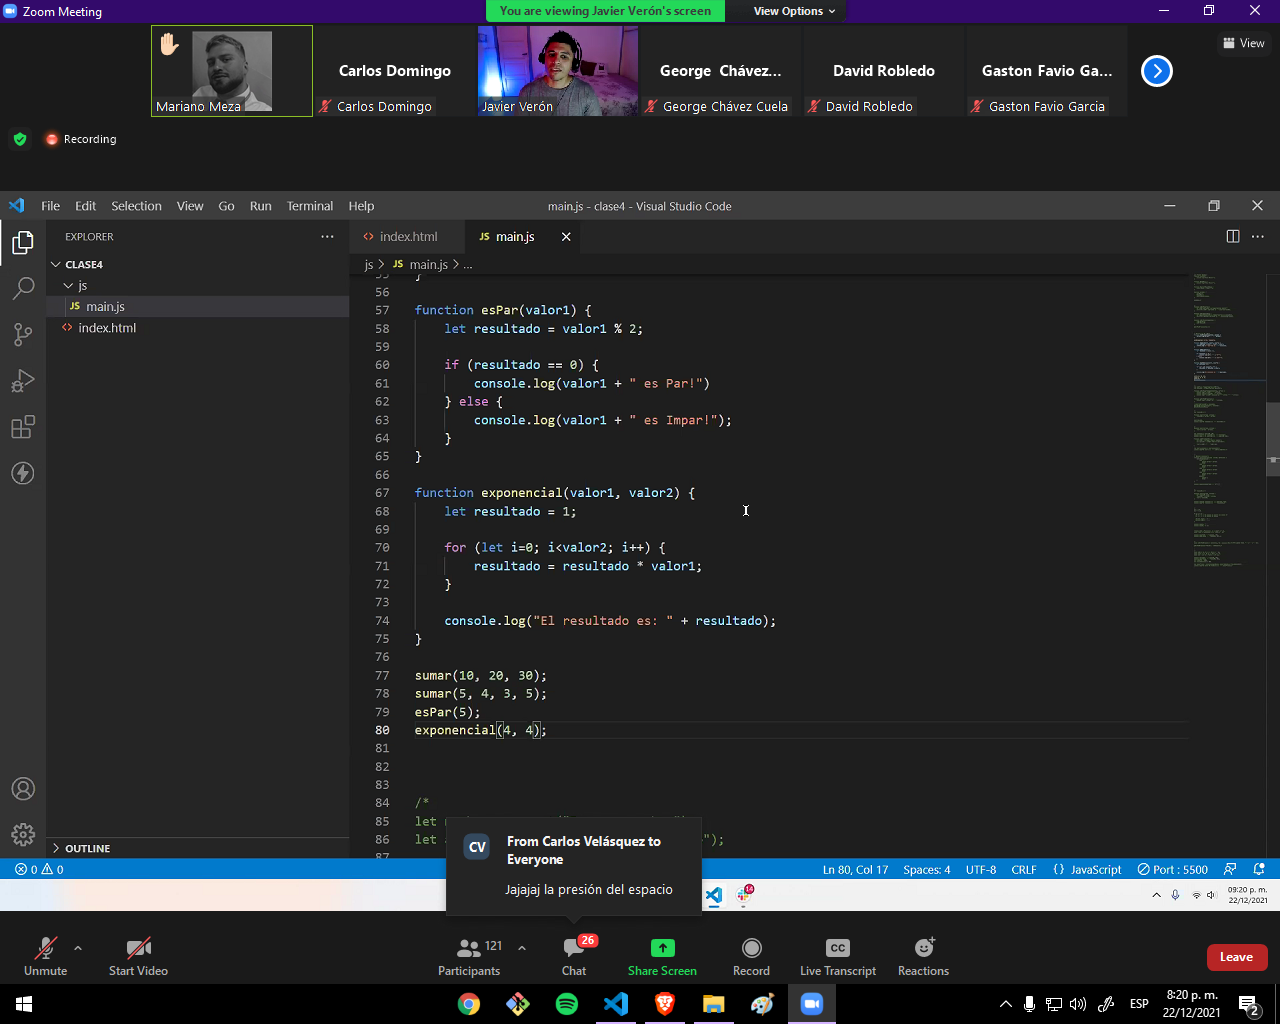 Zoom Meeting
You are viewing Javier Verón's screen
View Options
Mariano Meza
Carlos Domingo
Carlos Domingo
Javier Verón
George Chávez...
George Chávez Cuela
David Robledo
David Robledo
Gaston Favio Ga...
Gaston Favio Garcia
View
Recording
File Edit Selection View Go Run Terminal Help
main.js - clase4 - Visual Studio Code
EXPLORER
CLASE4
js
JS main.js
index.html
OUTLINE
index.html
JS main.js
js > JS main.js > ...
55 }
56
57 function esPar(valor1) {
58 let resultado = valor1 % 2;
59
60 if (resultado == 0) {
61 console.log(valor1 + " es Par!")
62 } else {
63 console.log(valor1 + " es Impar!");
64 }
65 }
66
67 function exponencial(valor1, valor2) {
68 let resultado = 1;
69
70 for (let i=0; i<valor2; i++) {
71 resultado = resultado * valor1;
72 }
73
74 console.log("El resultado es: " + resultado);
75 }
76
77 sumar(10, 20, 30);
78 sumar(5, 4, 3, 5);
79 esPar(5);
80 exponencial(4, 4);
81
82
83
84 /*
85 let
86 let ");
87
CV
From Carlos Velásquez to
Everyone
Jajajaj la presión del espacio
0 0
Ln 80, Col 17 Spaces: 4 UTF-8 CRLF {} JavaScript Port : 5500
14
09:20 p. m.
22/12/2021
Unmute
Start Video
121
Participants
26
Chat
Share Screen
Record
CC
Live Transcript
Reactions
Leave
ESP
8:20 p. m.
22/12/2021
2